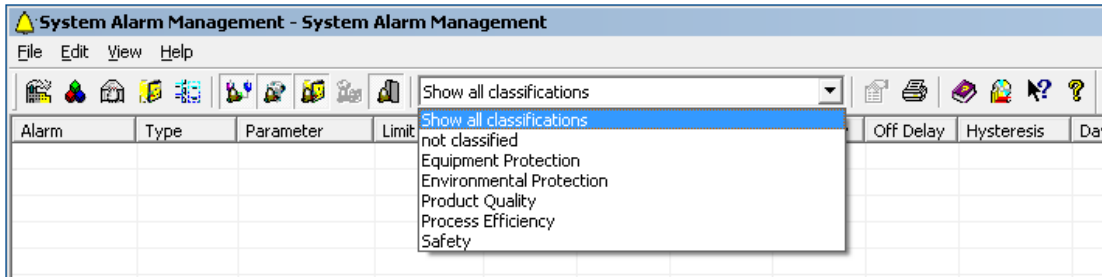 System Alarm Management - System Alarm Management
File Edit View Help
Show all classifications
Alarm Type Parameter Limit Off Delay Hysteresis
Show all classifications
not classified
Equipment Protection
Environmental Protection
Product Quality
Process Efficiency
Safety